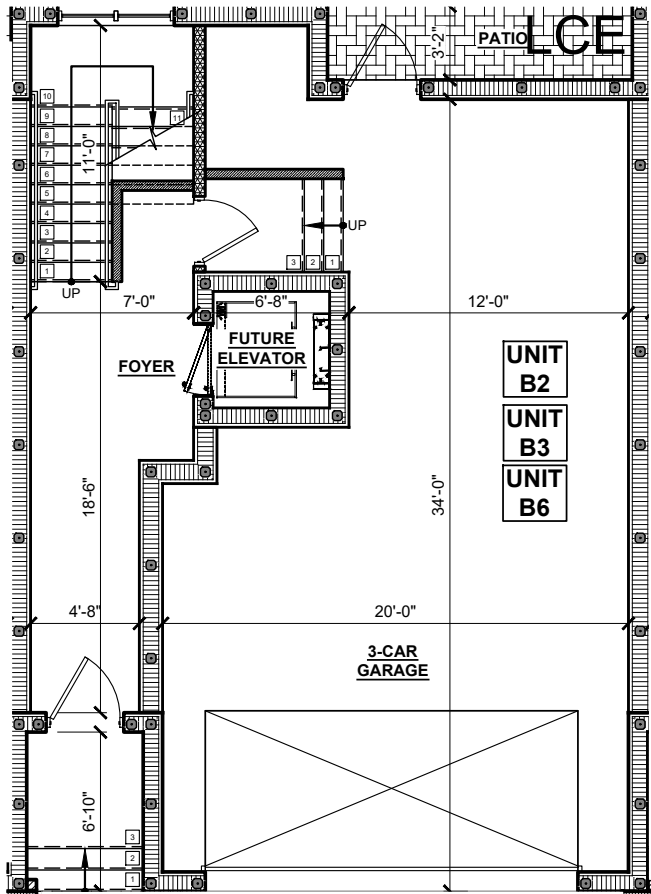 PATIO
LCE
3'-2"
10
9
8
7
6
5
4
3
2
1
11
11'-0"
UP
UP
3
2
1
7'-0"
6'-8"
12'-0"
FOYER
FUTURE
ELEVATOR
UNIT
B2
UNIT
B3
UNIT
B6
18'-6"
34'-0"
4'-8"
20'-0"
3-CAR
GARAGE
6'-10"
3
2
1